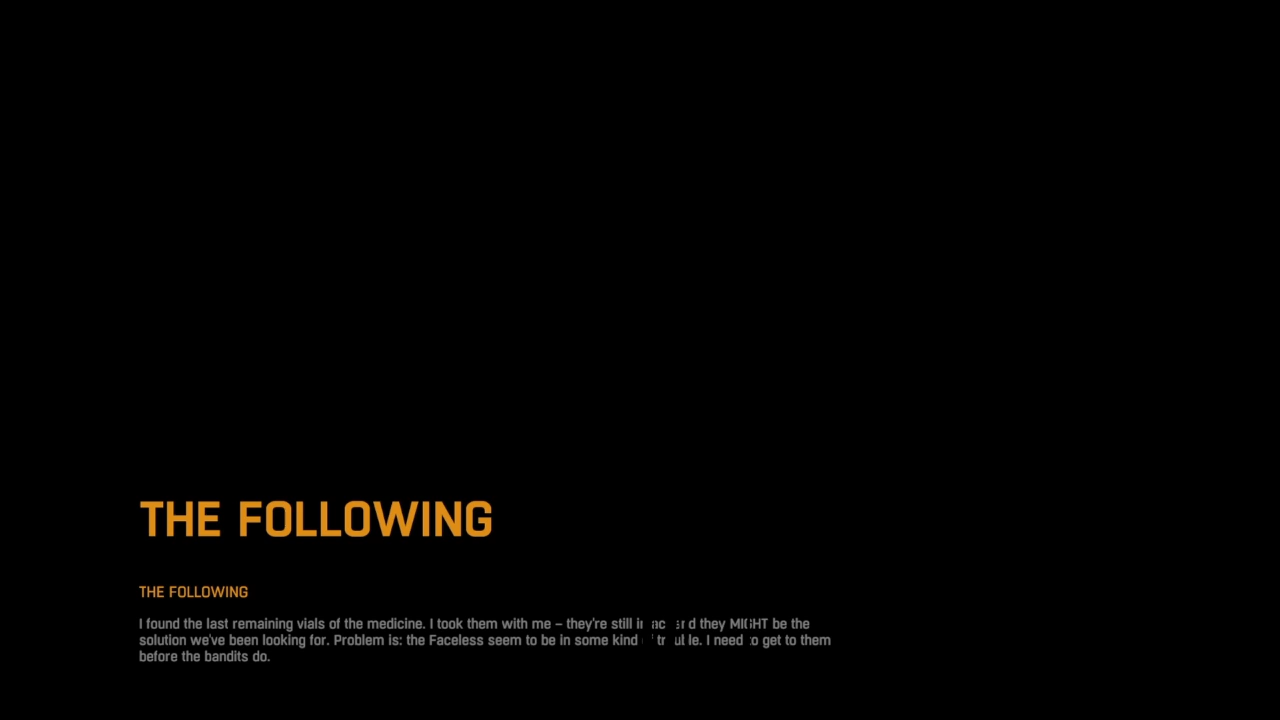 THE FOLLOWING
THE FOLLOWING
I found the last remaining vials of the medicine. I took them with me – they're still they MIGHT be the
solution we've been looking for. Problem is: the Faceless seem to be in some kind I need to get to them
before the bandits do.